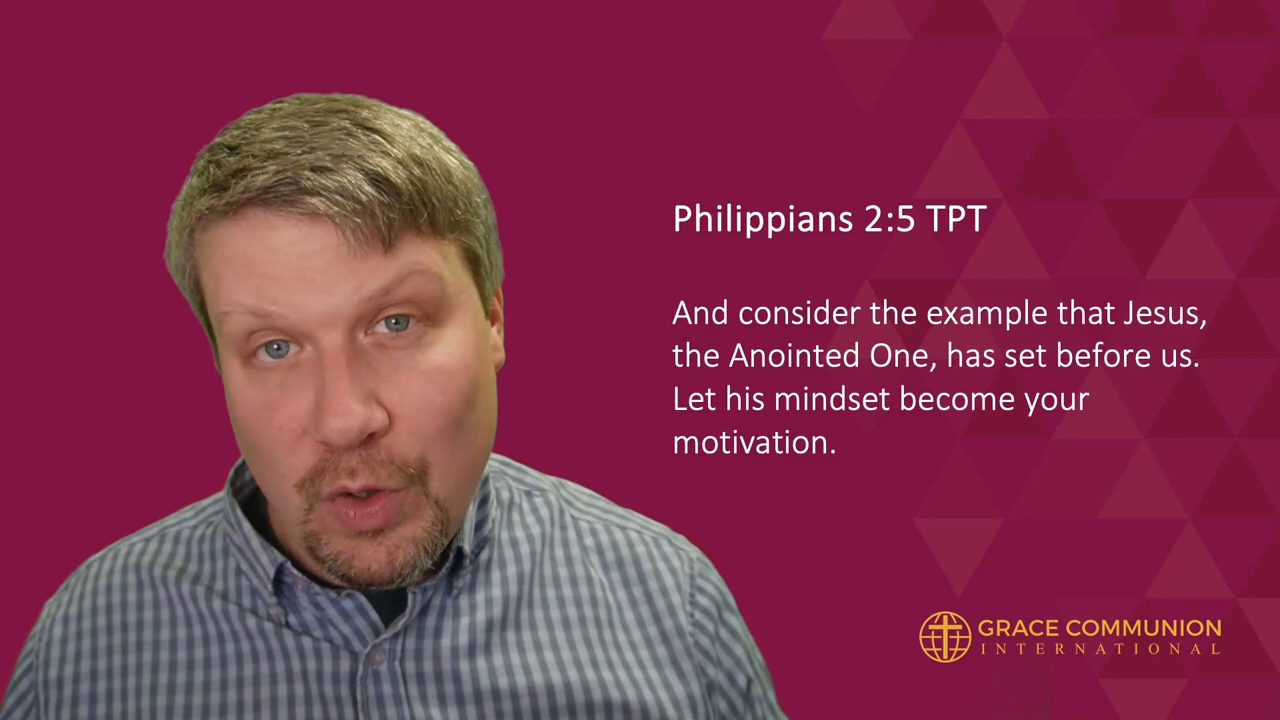 Philippians 2:5 TPT
And consider the example that Jesus,
the Anointed One, has set before us.
Let his mindset become your
motivation.
GRACE COMMUNION
INTERNATIONAL